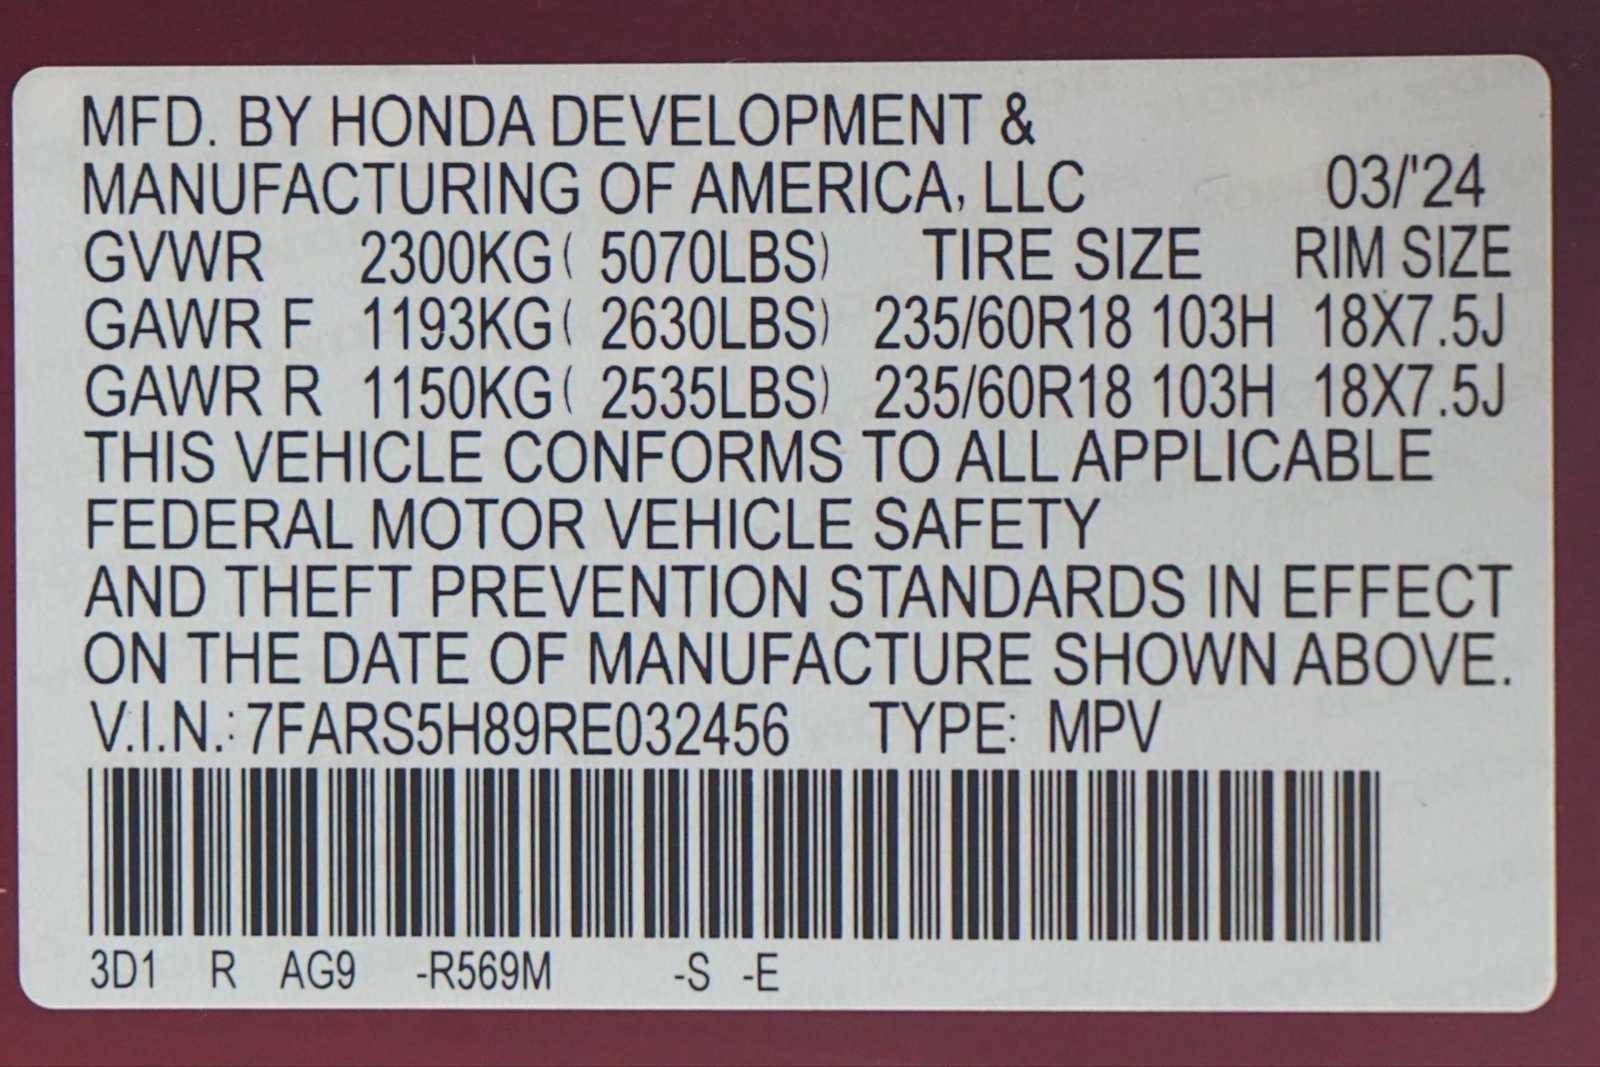 MFD. BY HONDA DEVELOPMENT &
MANUFACTURING OF AMERICA, LLC 03/'24
GVWR 2300KG( 5070LBS) TIRE SIZE RIM SIZE
GAWR F 1193KG( 2630LBS) 235/60R18 103H 18X7.5J
GAWR R 1150KG( 2535LBS) 235/60R18 103H 18X7.5J
THIS VEHICLE CONFORMS TO ALL APPLICABLE
FEDERAL MOTOR VEHICLE SAFETY
AND THEFT PREVENTION STANDARDS IN EFFECT
ON THE DATE OF MANUFACTURE SHOWN ABOVE.
V.I.N.: 7FARS5H89RE032456 TYPE: MPV
3D1 R AG9 -R569M -S -E